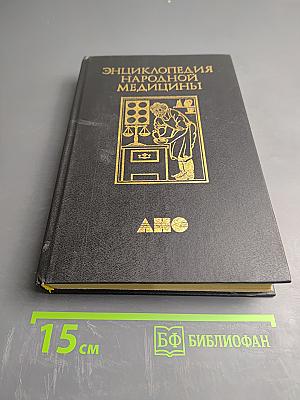 ЭНЦИКЛОПЕДИЯ
НАРОДНОЙ
МЕДИЦИНЫ
АНС
15 см
БФ БИБЛИОФАН